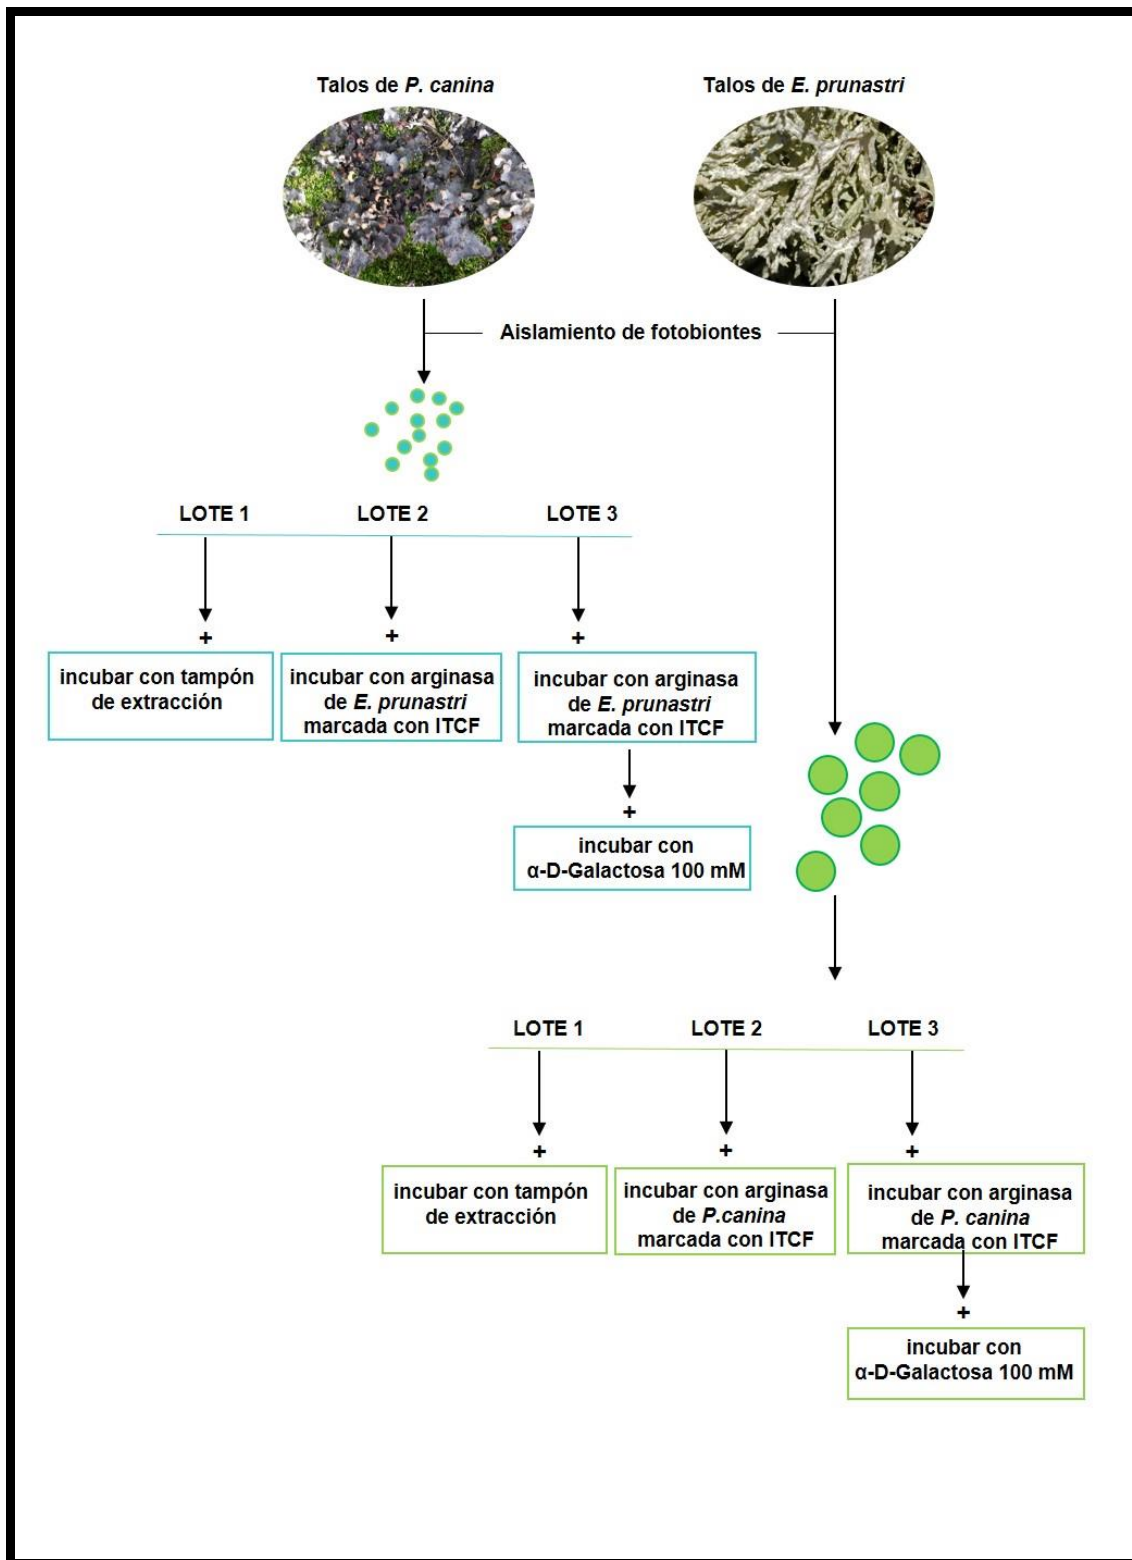 Talos de P. canina
Talos de E. prunastri
Aislamiento de fotobiontes
LOTE 1
LOTE 2
LOTE 3
+
+
+
incubar con tampón
de extracción
incubar con arginasa
de E. prunastri
marcada con ITCF
incubar con arginasa
de E. prunastri
marcada con ITCF
+
incubar con
α-D-Galactosa 100 mM
LOTE 1
LOTE 2
LOTE 3
+
+
+
incubar con tampón
de extracción
incubar con arginasa
de P.canina
marcada con ITCF
incubar con arginasa
de P. canina
marcada con ITCF
+
incubar con
α-D-Galactosa 100 mM